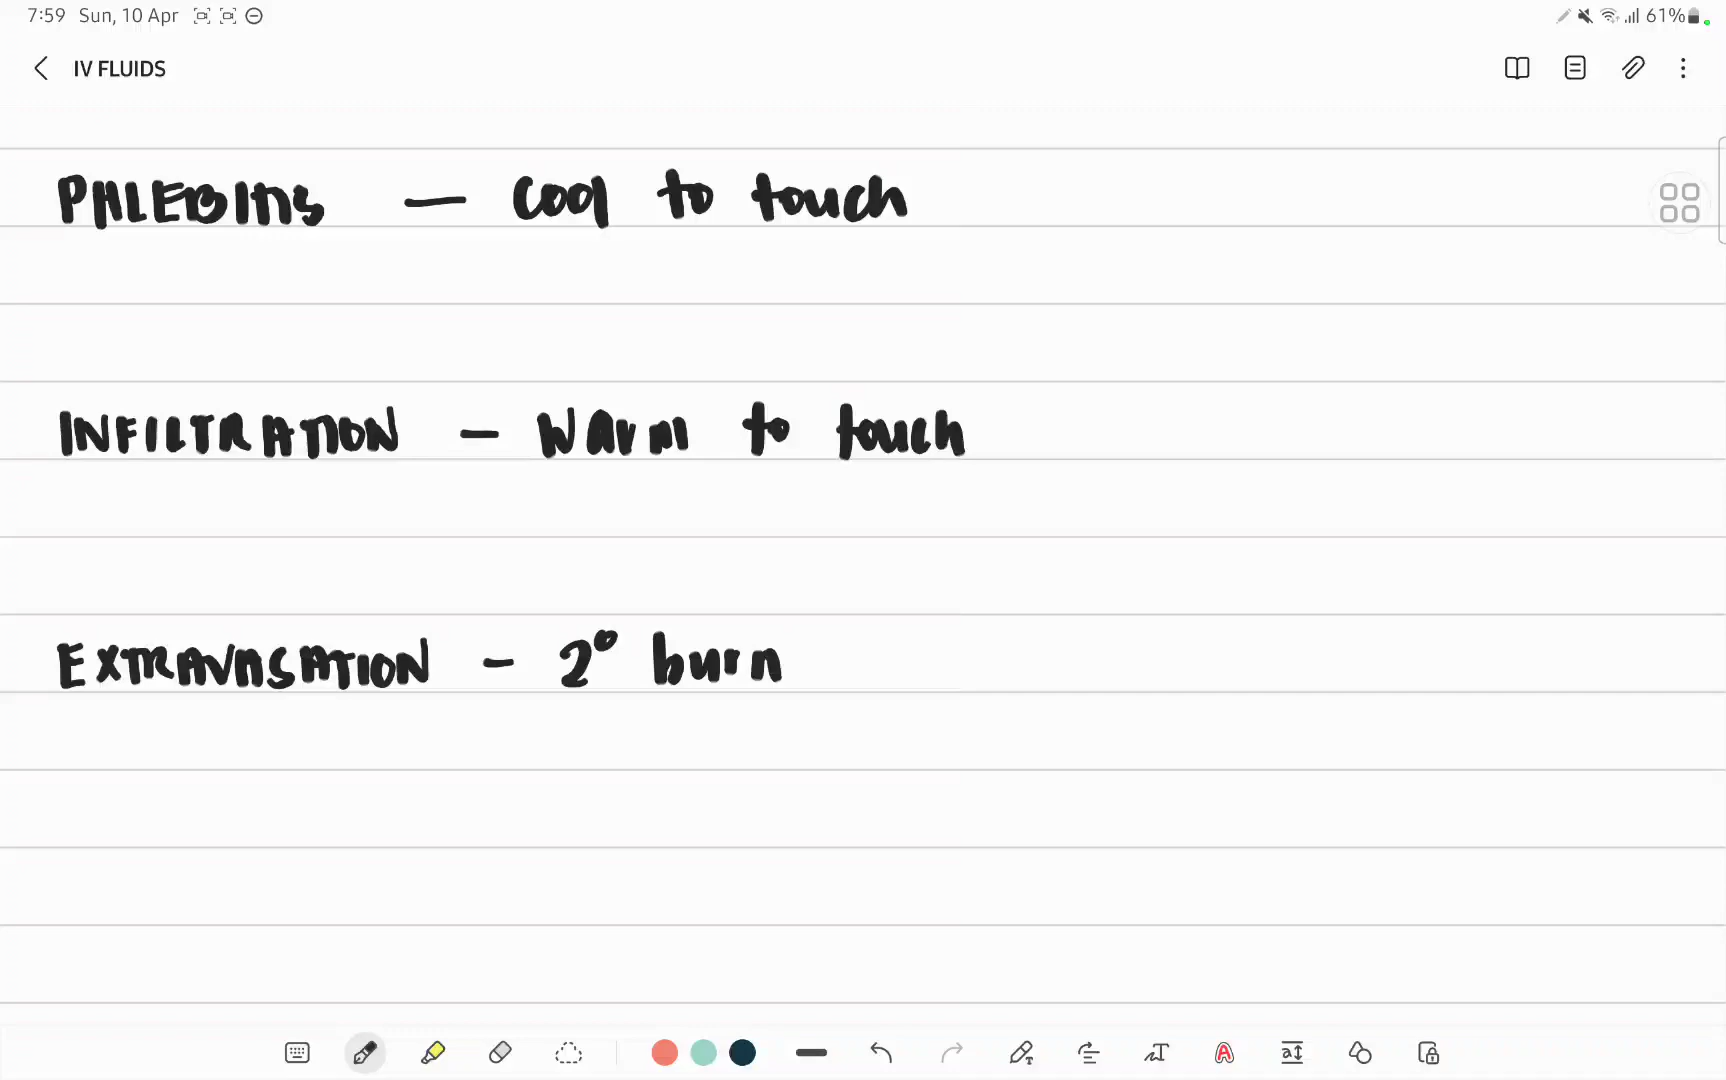 7:59 Sun, 10 Apr 61%
IV FLUIDS
PHLEBITIS — cool to touch
INFILTRATION – warm to touch
EXTRAVASATION – 2° burn